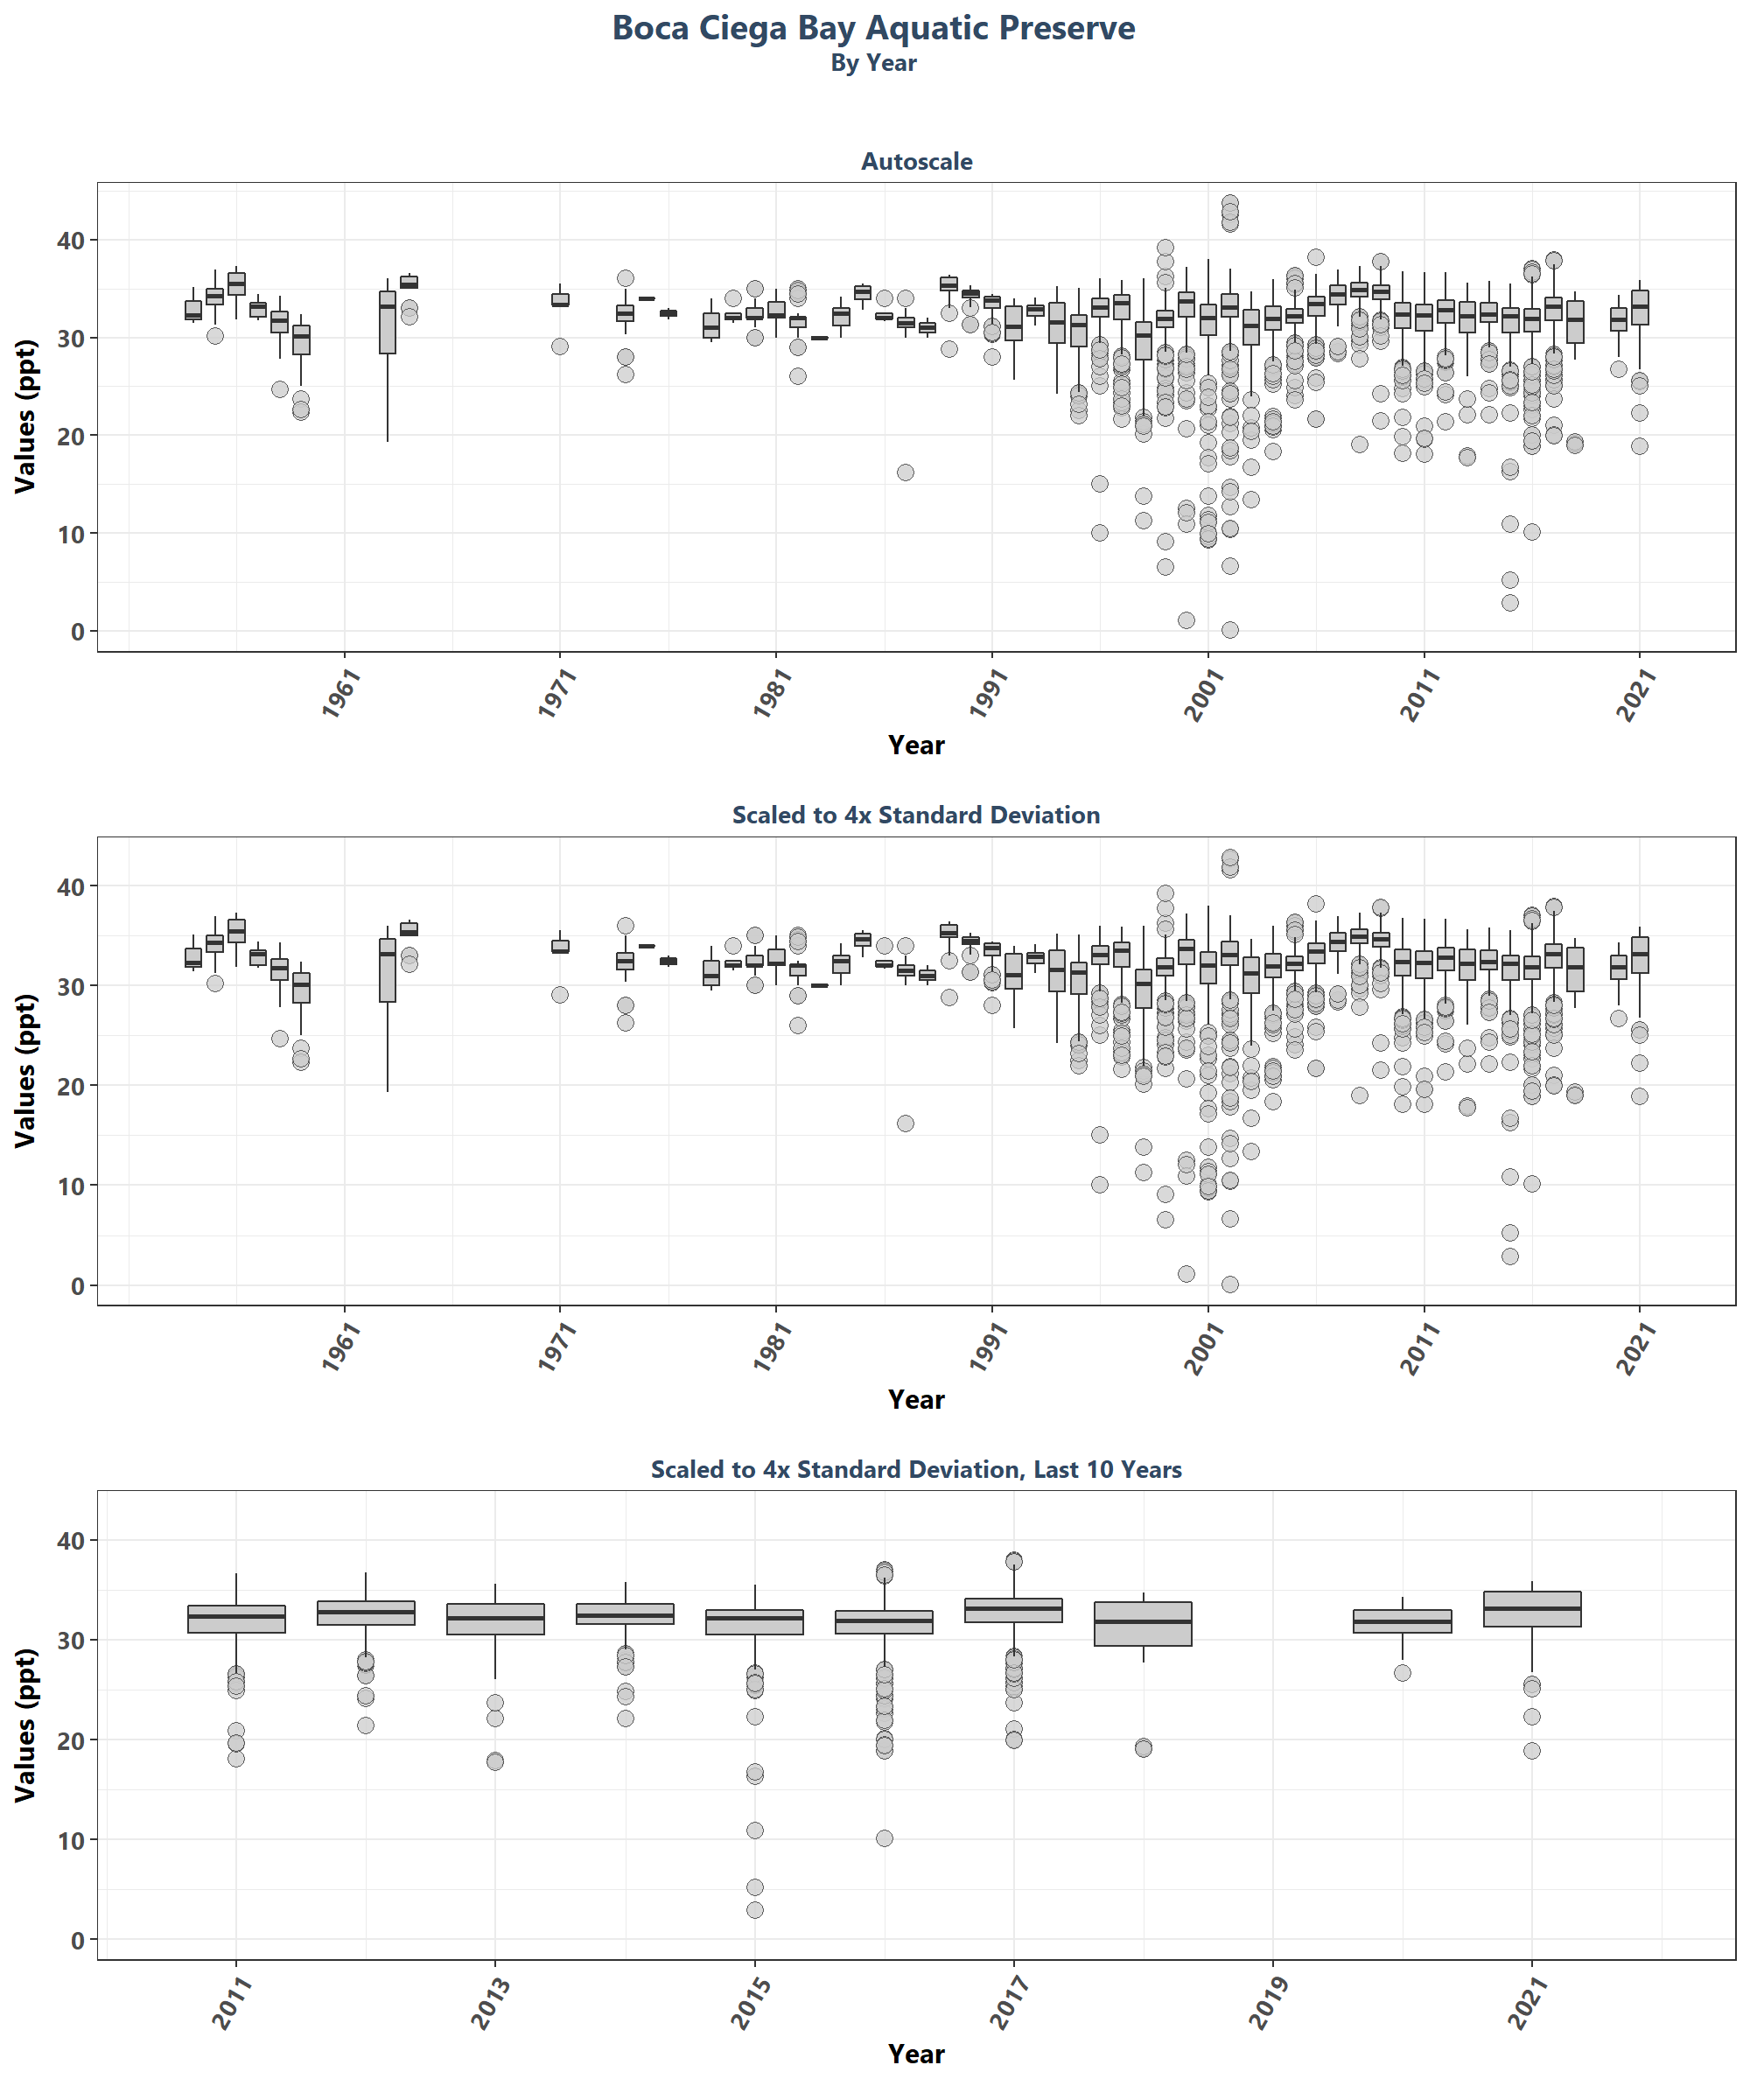 Boca Ciega Bay Aquatic Preserve
By Year
Autoscale
Values (ppt)
40
30
20
10
0
1961 1971 1981 1991 2001 2011 2021
Year
Scaled to 4x Standard Deviation
Values (ppt)
40
30
20
10
0
1961 1971 1981 1991 2001 2011 2021
Year
Scaled to 4x Standard Deviation, Last 10 Years
Values (ppt)
40
30
20
10
0
2011 2013 2015 2017 2019 2021
Year